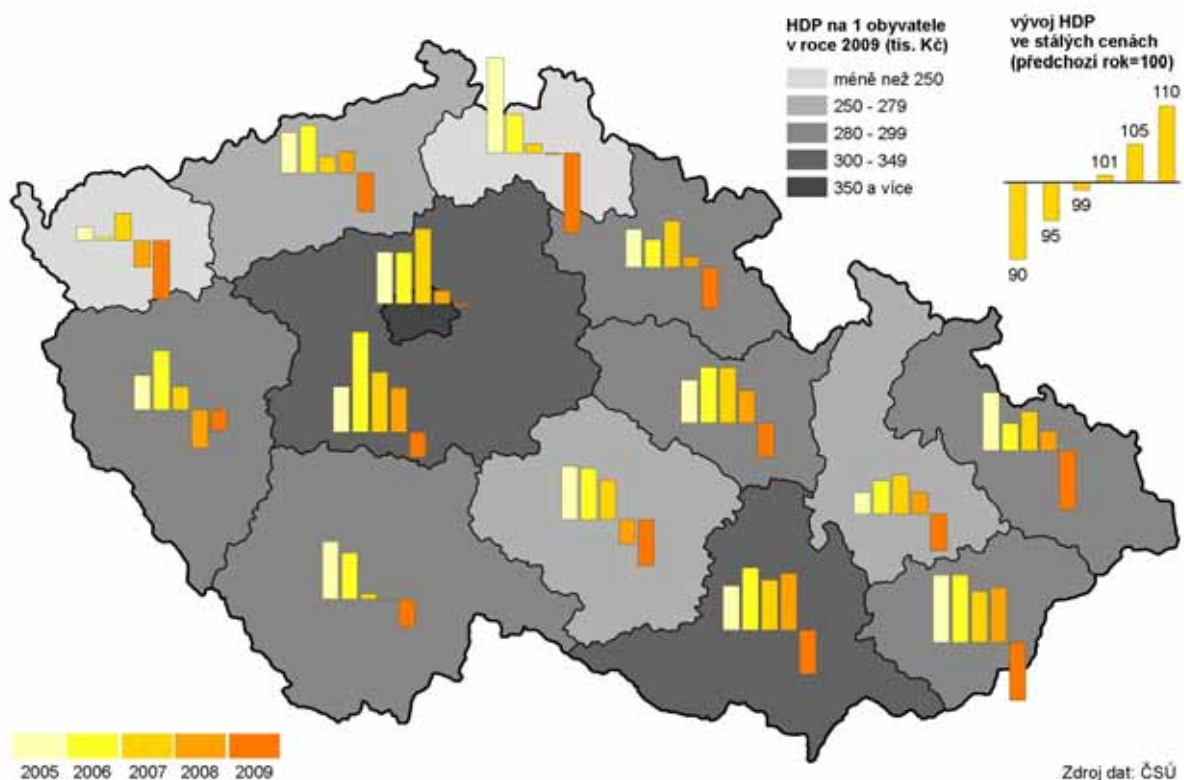 HDP na 1 obyvatele
v roce 2009 (tis. Kč)
méně než 250
250 - 279
280 - 299
300 - 349
350 a více
vývoj HDP
ve stálých cenách
(předchozí rok=100)
110
105
101
99
95
90
2005 2006 2007 2008 2009
Zdroj dat: ČSÚ